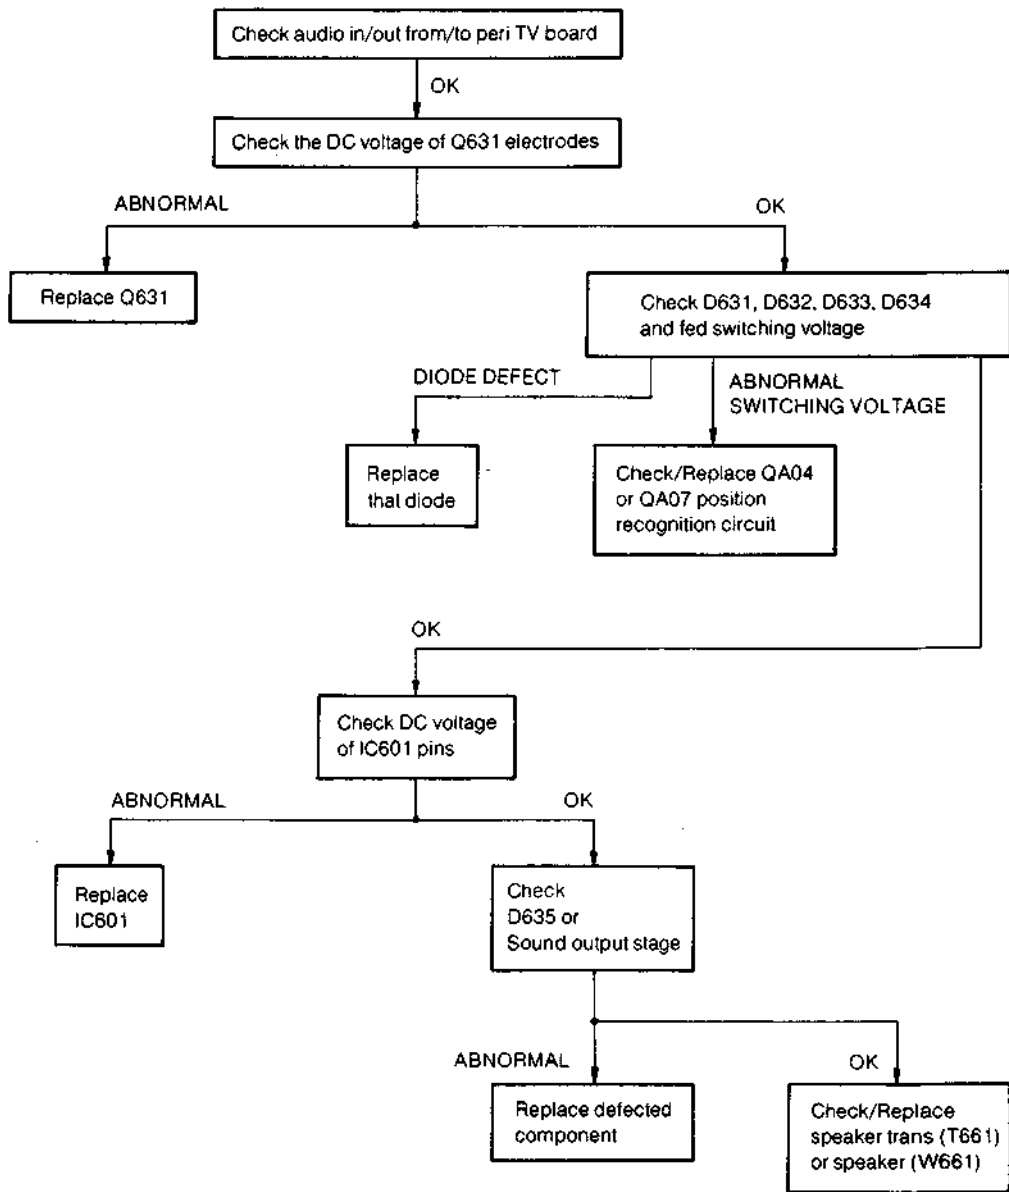 Check audio in/out from/to peri TV board
OK
Check the DC voltage of Q631 electrodes
ABNORMAL
OK
Replace Q631
Check D631, D632, D633, D634
and fed switching voltage
DIODE DEFECT
ABNORMAL
SWITCHING VOLTAGE
Replace
that diode
Check/Replace QA04
or QA07 position
recognition circuit
OK
Check DC voltage
of IC601 pins
ABNORMAL
OK
Replace
IC601
Check
D635 or
Sound output stage
ABNORMAL
OK
Replace defected
component
Check/Replace
speaker trans (T661)
or speaker (W661)